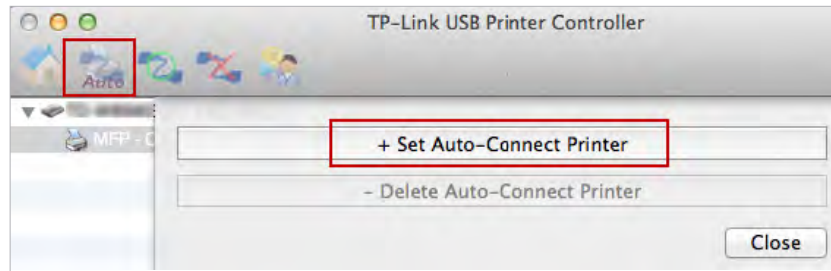 TP-Link USB Printer Controller
Auto
MFP - C
+ Set Auto-Connect Printer
- Delete Auto-Connect Printer
Close